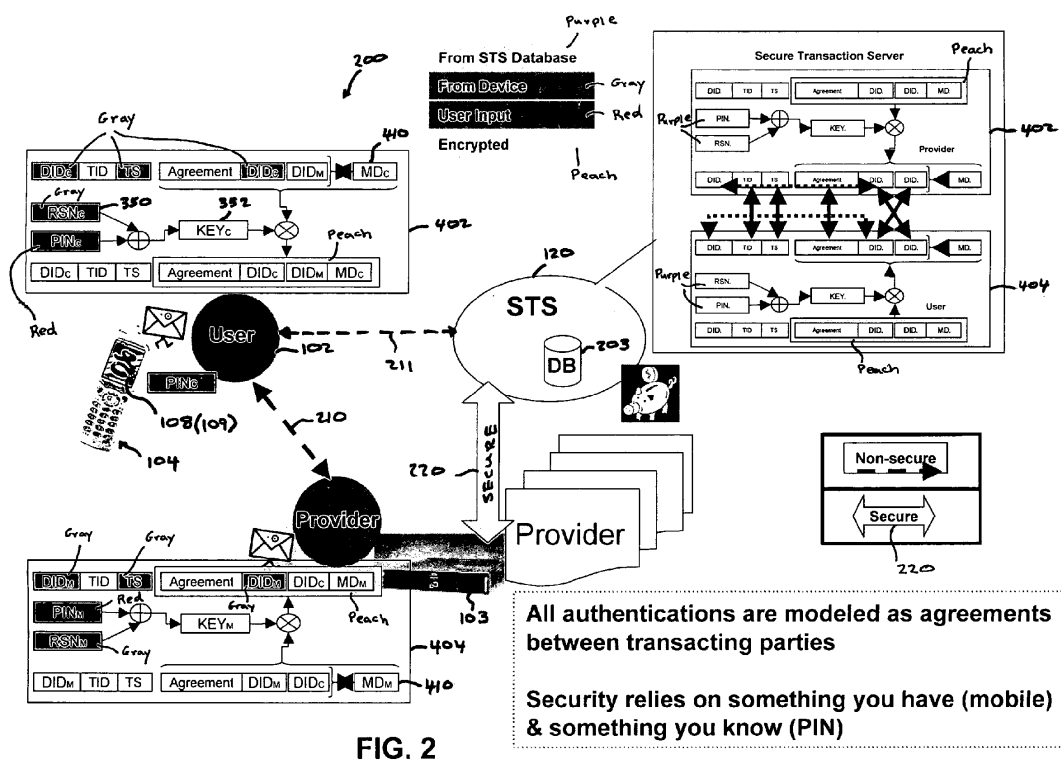 Purple
From STS Database
From Device
Gray
User Input
Red
Encrypted
Peach
200
Gray
410
DIDC TID TS
Agreement DIDC DIDM MDC
Gray
RSNC
350
352
PINC
KEYC
402
Peach
DIDC TID TS
Agreement DIDC DIDM MDC
Red
Secure Transaction Server
Peach
DID. TID TS
Agreement DID. DID. MD.
Purple
PIN.
KEY.
402
RSN.
Provider
DID. TID TS
Agreement DID. DID. MD.
DID. TID TS
Agreement DID. DID. MD.
Purple
RSN.
404
PIN.
KEY.
User
DID. TID TS
Agreement DID. DID. MD.
Peach
120
STS
User
102
211
203
DB
PINC
108(109)
104
210
220
SECURE
Provider
Provider
Non-secure
Secure
220
Gray
Gray
DIDM TID TS
Agreement DIDM DIDC MDM
Red
Gray
Peach
103
PINM
KEYM
RSNM
Gray
404
DIDM TID TS
Agreement DIDM DIDC MDM
410
All authentications are modeled as agreements
between transacting parties
Security relies on something you have (mobile)
& something you know (PIN)
FIG. 2